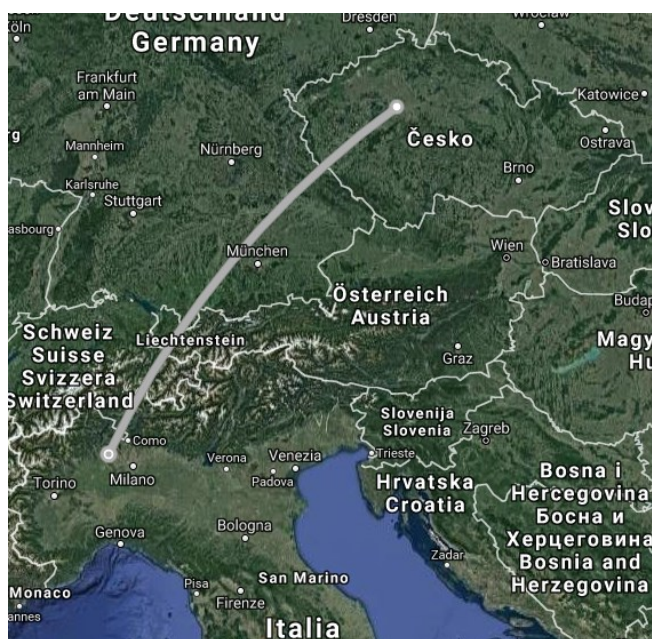 Deutschland
Germany
Köln
Dresden
Wrocław
Frankfurt
am Main
Katowice
Česko
Ostrava
Mannheim
Nürnberg
Karlsruhe
Brno
Stuttgart
Slov
Slo
asbourg
München
Wien
Bratislava
Österreich
Austria
Budap
Schweiz
Suisse
Svizzera
Switzerland
Liechtenstein
Magy
Hu
Graz
Slovenija
Slovenia
Zagreb
Como
Verona
Venezia
Trieste
Torino
Milano
Padova
Hrvatska
Croatia
Bosna i
Hercegovina
Босна и
Херцеговина
Bosnia and
Herzegovina
Genova
Bologna
Zadar
San Marino
Monaco
Pisa
Firenze
annes
Italia